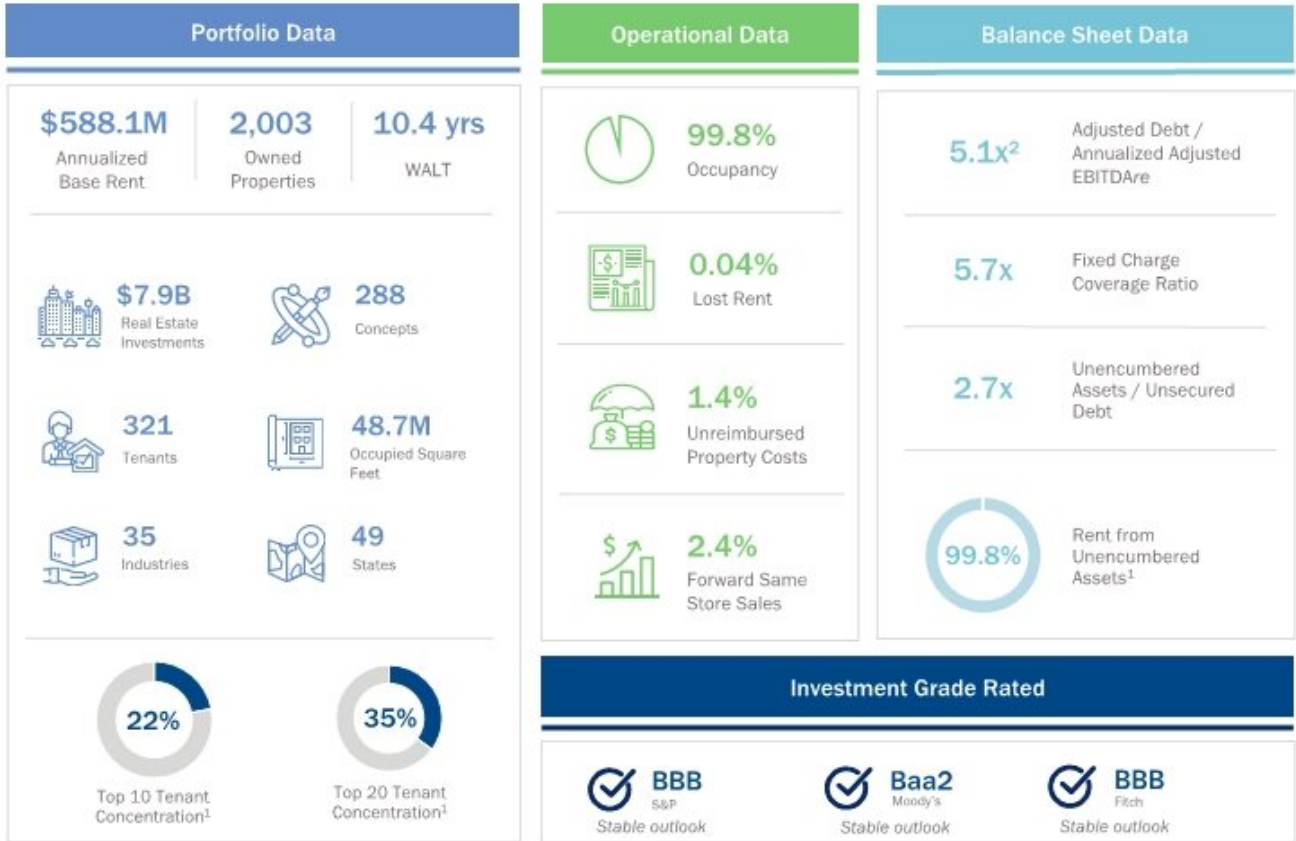 Portfolio Data
$588.1M
Annualized
Base Rent
2,003
Owned
Properties
10.4 yrs
WALT
$7.9B
Real Estate
Investments
288
Concepts
321
Tenants
48.7M
Occupied Square
Feet
35
Industries
49
States
22%
Top 10 Tenant
Concentration¹
35%
Top 20 Tenant
Concentration¹
Operational Data
99.8%
Occupancy
$
0.04%
Lost Rent
$
1.4%
Unreimbursed
Property Costs
$
2.4%
Forward Same
Store Sales
Balance Sheet Data
5.1x²
Adjusted Debt /
Annualized Adjusted
EBITDAre
5.7x
Fixed Charge
Coverage Ratio
2.7x
Unencumbered
Assets / Unsecured
Debt
99.8%
Rent from
Unencumbered
Assets¹
Investment Grade Rated
BBB
S&P
Stable outlook
Baa2
Moody's
Stable outlook
BBB
Fitch
Stable outlook